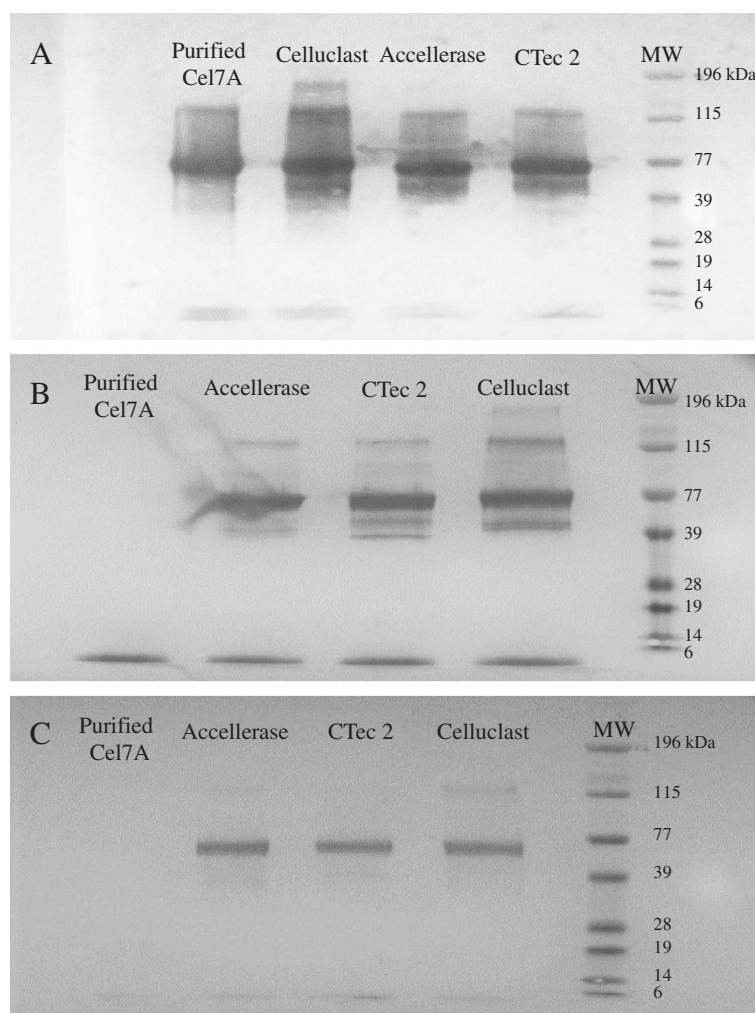 A
Purified
Cel7A
Celluclast
Accellerase
CTec 2
MW
196 kDa
115
77
39
28
19
14
6
B
Purified
Cel7A
Accellerase
CTec 2
Celluclast
MW
196 kDa
115
77
39
28
19
14
6
C
Purified
Cel7A
Accellerase
CTec 2
Celluclast
MW
196 kDa
115
77
39
28
19
14
6